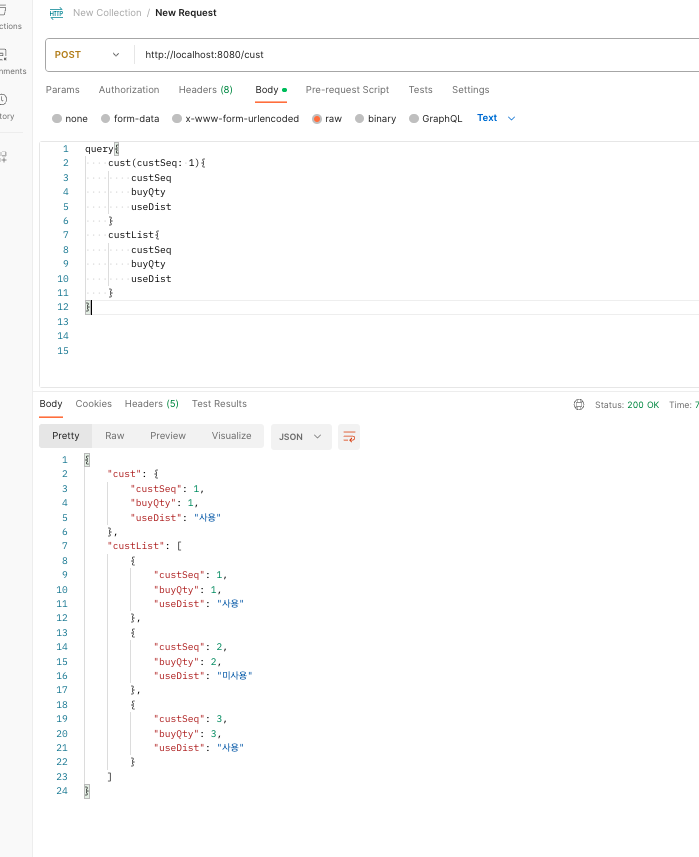 HTTP New Collection / New Request
ctions
POST http://localhost:8080/cust
nments
Params Authorization Headers (8) Body Pre-request Script Tests Settings
tory
none form-data x-www-form-urlencoded raw binary GraphQL Text
1 query{
2 cust(custSeq: 1){
3 custSeq
4 buyQty
5 useDist
6 }
7 custList{
8 custSeq
9 buyQty
10 useDist
11 }
12 }
13
14
15
Body Cookies Headers (5) Test Results Status: 200 OK Time: 7
Pretty Raw Preview Visualize JSON
1 {
2 "cust": {
3 "custSeq": 1,
4 "buyQty": 1,
5 "useDist": "사용"
6 },
7 "custList": [
8 {
9 "custSeq": 1,
10 "buyQty": 1,
11 "useDist": "사용"
12 },
13 {
14 "custSeq": 2,
15 "buyQty": 2,
16 "useDist": "미사용"
17 },
18 {
19 "custSeq": 3,
20 "buyQty": 3,
21 "useDist": "사용"
22 }
23 ]
24 }